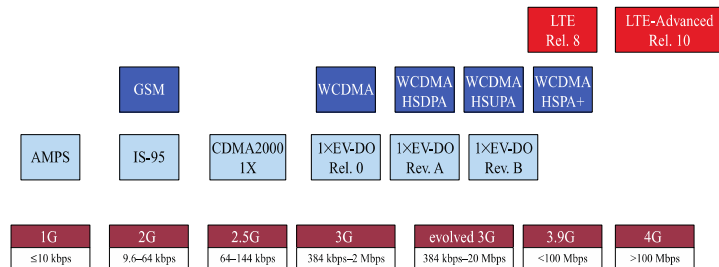 LTE
Rel. 8
LTE-Advanced
Rel. 10
GSM
WCDMA
WCDMA
HSDPA
WCDMA
HSUPA
WCDMA
HSPA+
AMPS
IS-95
CDMA2000
1X
1×EV-DO
Rel. 0
1×EV-DO
Rev. A
1×EV-DO
Rev. B
1G
2G
2.5G
3G
evolved 3G
3.9G
4G
≤10 kbps
9.6–64 kbps
64–144 kbps
384 kbps–2 Mbps
384 kbps–20 Mbps
<100 Mbps
>100 Mbps